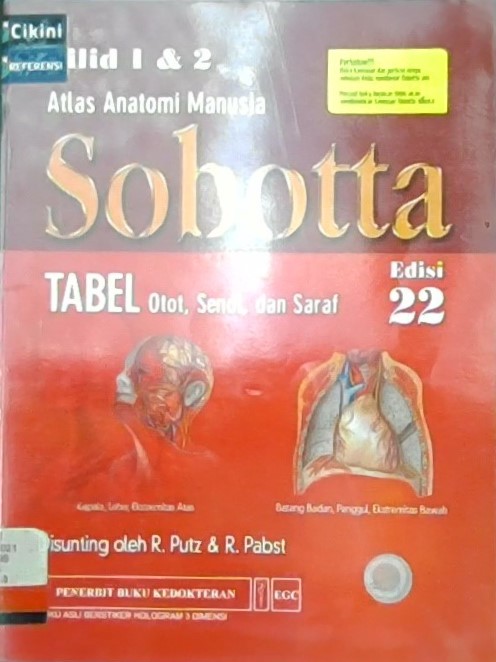 Cikini
REFERENSI
Jilid 1 & 2
Atlas Anatomi Manusia
Sobotta
Edisi
22
TABEL Otot, Sendi, dan Saraf
Kepala, Leher, Ekstremitas Atas
Batang Badan, Panggul, Ekstremitas Bawah
Disunting oleh R. Putz & R. Pabst
PENERBIT BUKU KEDOKTERAN
EGC
BUKU ASLI BERSTIKER HOLOGRAM 3 DIMENSI